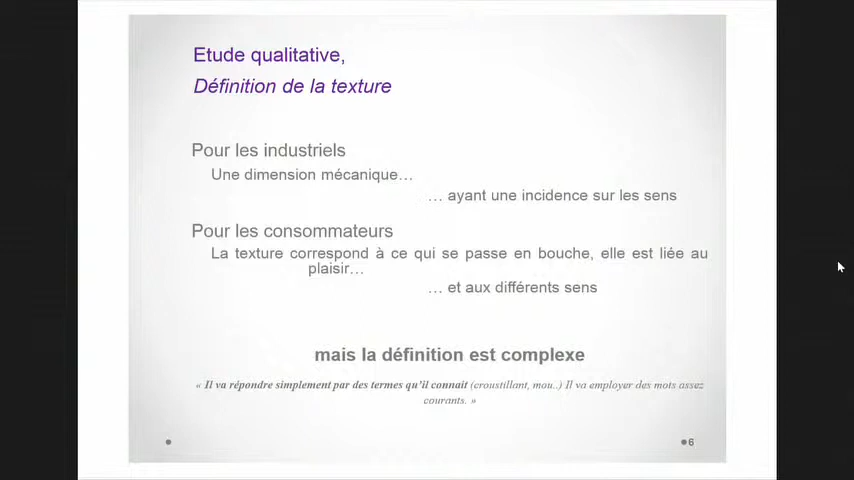 Etude qualitative,
Définition de la texture
Pour les industriels
Une dimension mécanique…
… ayant une incidence sur les sens
Pour les consommateurs
La texture correspond à ce qui se passe en bouche, elle est liée au
plaisir…
… et aux différents sens
mais la définition est complexe
« Il va répondre simplement par des termes qu'il connait (croustillant, mou..) Il va employer des mots assez
courants. »
6